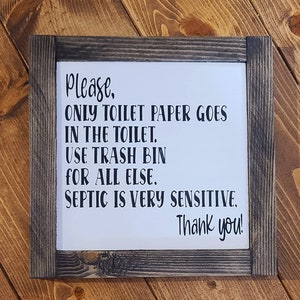 Please,
ONLY TOILET PAPER GOES
IN THE TOILET.
USE TRASH BIN
FOR ALL ELSE.
SEPTIC IS VERY SENSITIVE.
Thank you!